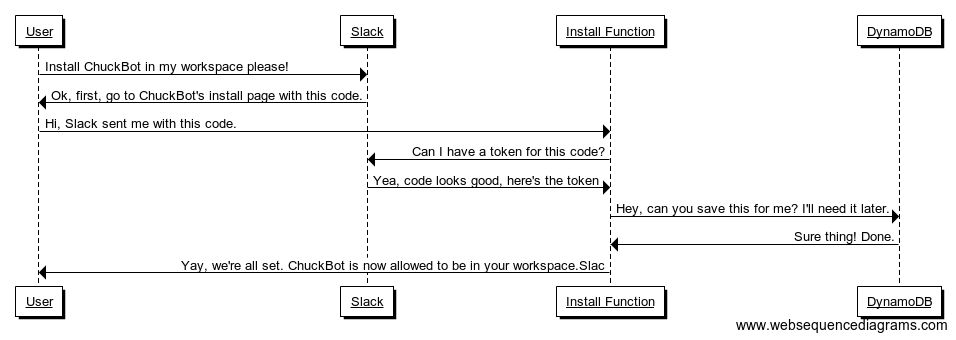 User Slack Install Function DynamoDB
Install ChuckBot in my workspace please!
Ok, first, go to ChuckBot's install page with this code.
Hi, Slack sent me with this code.
Can I have a token for this code?
Yea, code looks good, here's the token
Hey, can you save this for me? I'll need it later.
Sure thing! Done.
Yay, we're all set. ChuckBot is now allowed to be in your workspace.Slac
User Slack Install Function DynamoDB
www.websequencediagrams.com